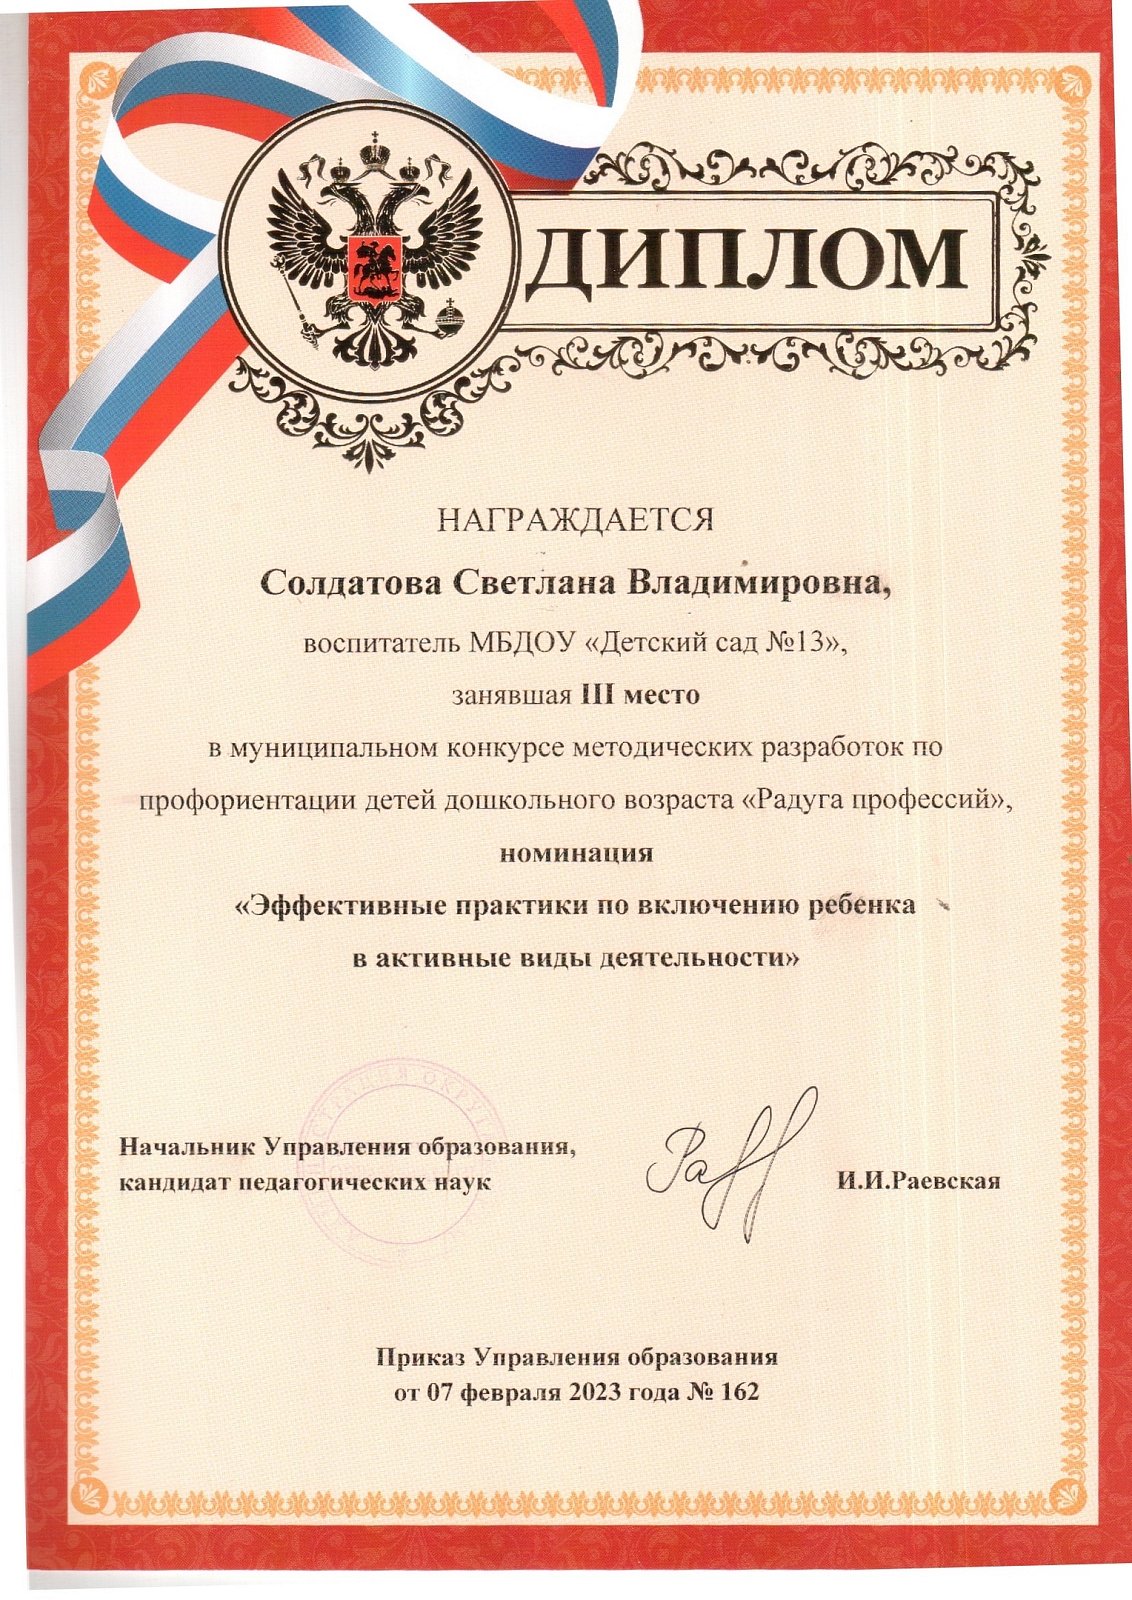 ДИПЛОМ
НАГРАЖДАЕТСЯ
Солдатова Светлана Владимировна,
воспитатель МБДОУ «Детский сад №13»,
занявшая III место
в муниципальном конкурсе методических разработок по
профориентации детей дошкольного возраста «Радуга профессий»,
номинация
«Эффективные практики по включению ребенка
в активные виды деятельности»
Начальник Управления образования,
кандидат педагогических наук
И.И.Раевская
Приказ Управления образования
от 07 февраля 2023 года № 162